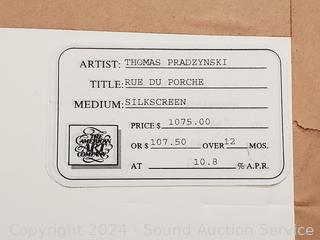 ARTIST: THOMAS PRADZYNSKI
TITLE: RUE DU PORCHE
MEDIUM: SILKSCREEN
PRICE $ 1075.00
OR $ 107.50 OVER 12 MOS.
AT 10.8 % A.P.R.
THE
AMERICAN
ART
COMPANY
Copyright 2024 - Sound Auction Service